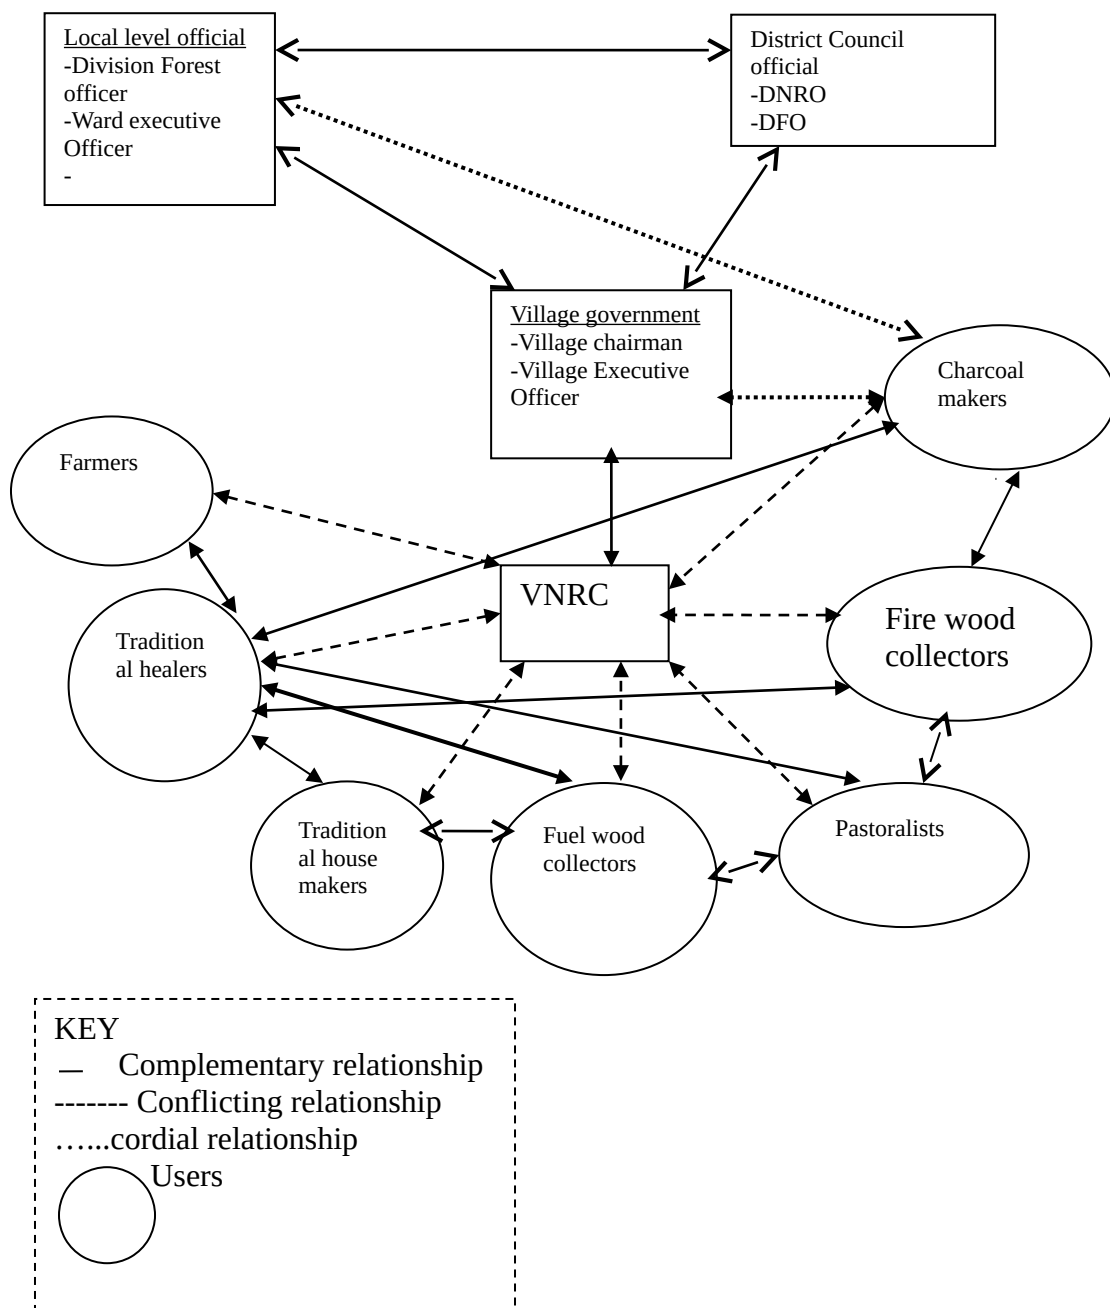 Local level official
-Division Forest
officer
-Ward executive
Officer
-
District Council
official
-DNRO
-DFO
Village government
-Village chairman
-Village Executive
Officer
Charcoal
makers
Farmers
VNRC
Fire wood
collectors
Tradition
al healers
Tradition
al house
makers
Fuel wood
collectors
Pastoralists
KEY
— Complementary relationship
------- Conflicting relationship
…...cordial relationship
Users